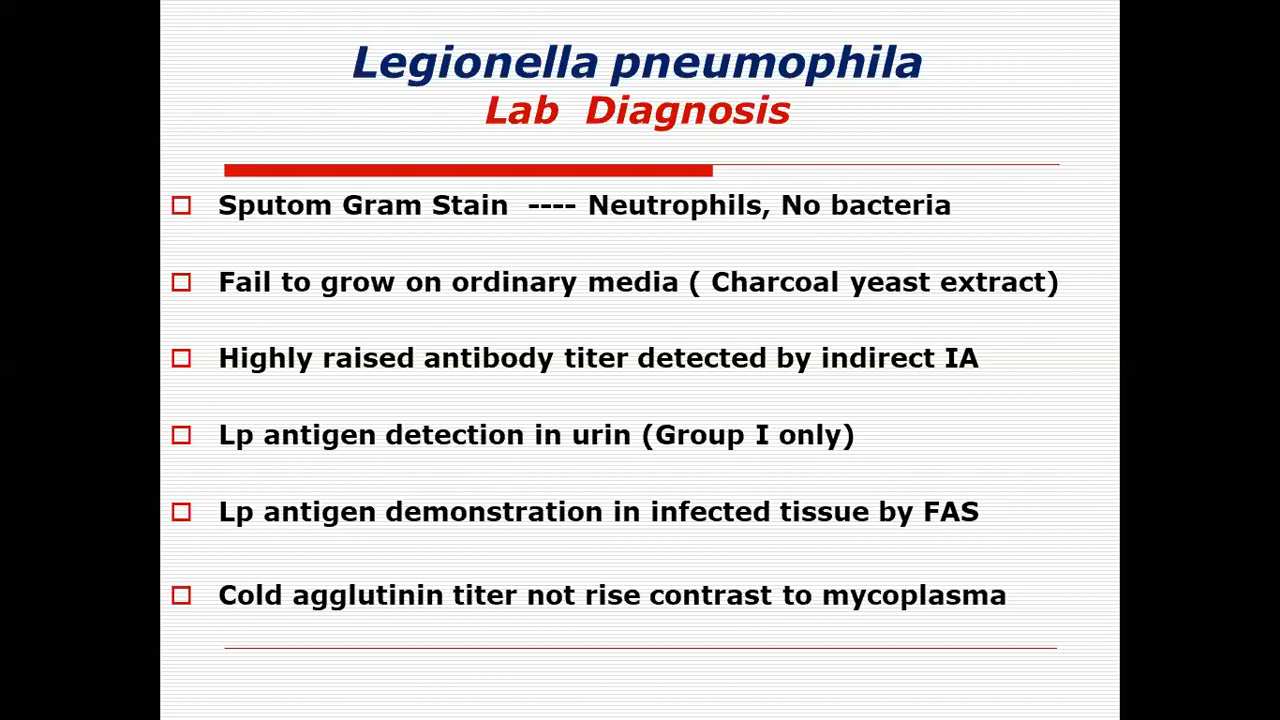 Legionella pneumophila
Lab Diagnosis
Sputom Gram Stain ---- Neutrophils, No bacteria
Fail to grow on ordinary media ( Charcoal yeast extract)
Highly raised antibody titer detected by indirect IA
Lp antigen detection in urin (Group I only)
Lp antigen demonstration in infected tissue by FAS
Cold agglutinin titer not rise contrast to mycoplasma